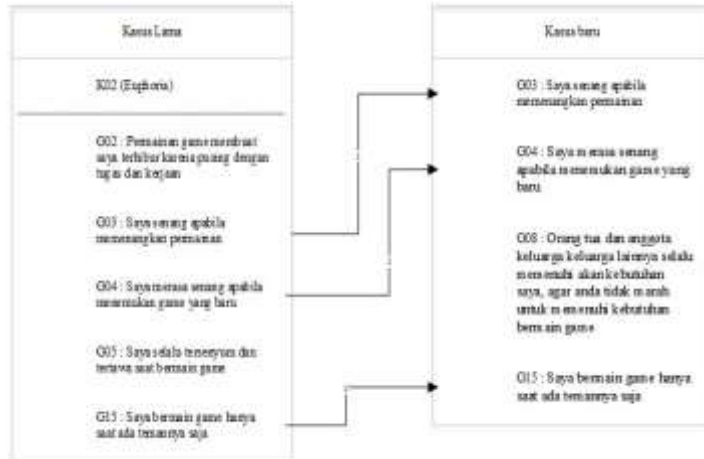 Kasus Lama
K02 (Euphoria)
G02 : Permainan game membuat
saya terhibur karena pusing dengan
tugas dan kerjaan
G03 : Saya senang apabila
memenangkan permainan
G04 : Saya merasa senang apabila
menemukan game yang baru
G05 : Saya selalu tersenyum dan
tertawa saat bermain game
G15 : Saya bermain game hanya
saat ada temannya saja
Kasus baru
G03 : Saya senang apabila
memenangkan permainan
G04 : Saya merasa senang
apabila menemukan game yang
baru
G08 : Orang tua dan anggota
keluarga keluarga lainnya selalu
memenuhi akan kebutuhan
saya, agar anda tidak marah
untuk memenuhi kebutuhan
bermain game
G15 : Saya bermain game hanya
saat ada temannya saja